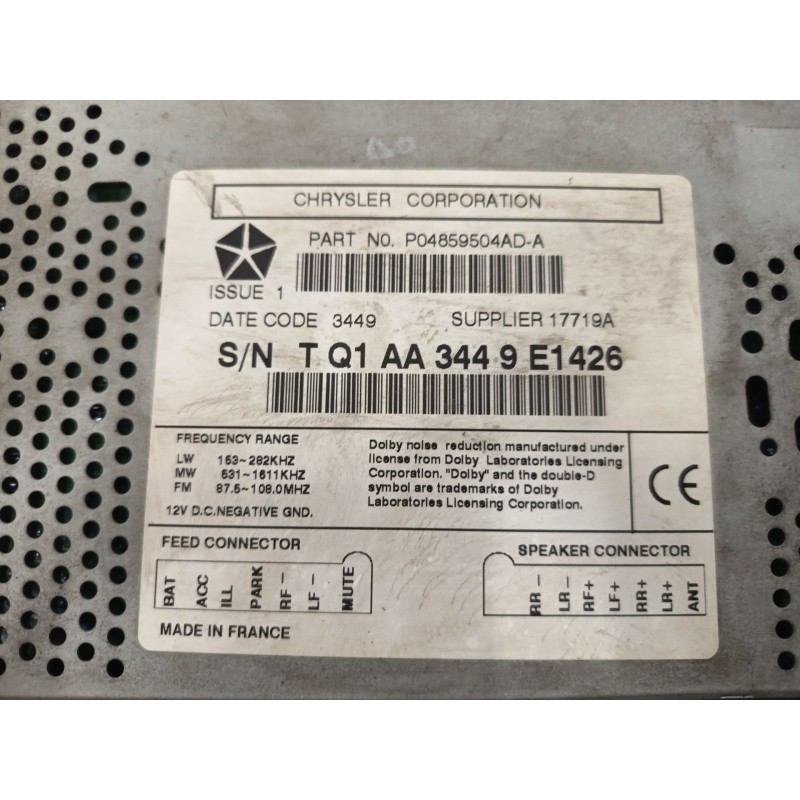 CHRYSLER CORPORATION
PART NO. P04859504AD-A
ISSUE 1
DATE CODE 3449 SUPPLIER 17719A
S/N T Q1 AA 344 9 E1426
FREQUENCY RANGE
LW 153~282KHZ
MW 531~1611KHZ
FM 87.5~108.0MHZ
12V D.C.NEGATIVE GND.
Dolby noise reduction manufactured under
license from Dolby Laboratories Licensing
Corporation. "Dolby" and the double-D
symbol are trademarks of Dolby
Laboratories Licensing Corporation.
CE
FEED CONNECTOR
BAT ACC ILL PARK RF- LF- MUTE
SPEAKER CONNECTOR
RR- LR- RF+ LF+ RR+ LR+ ANT
MADE IN FRANCE